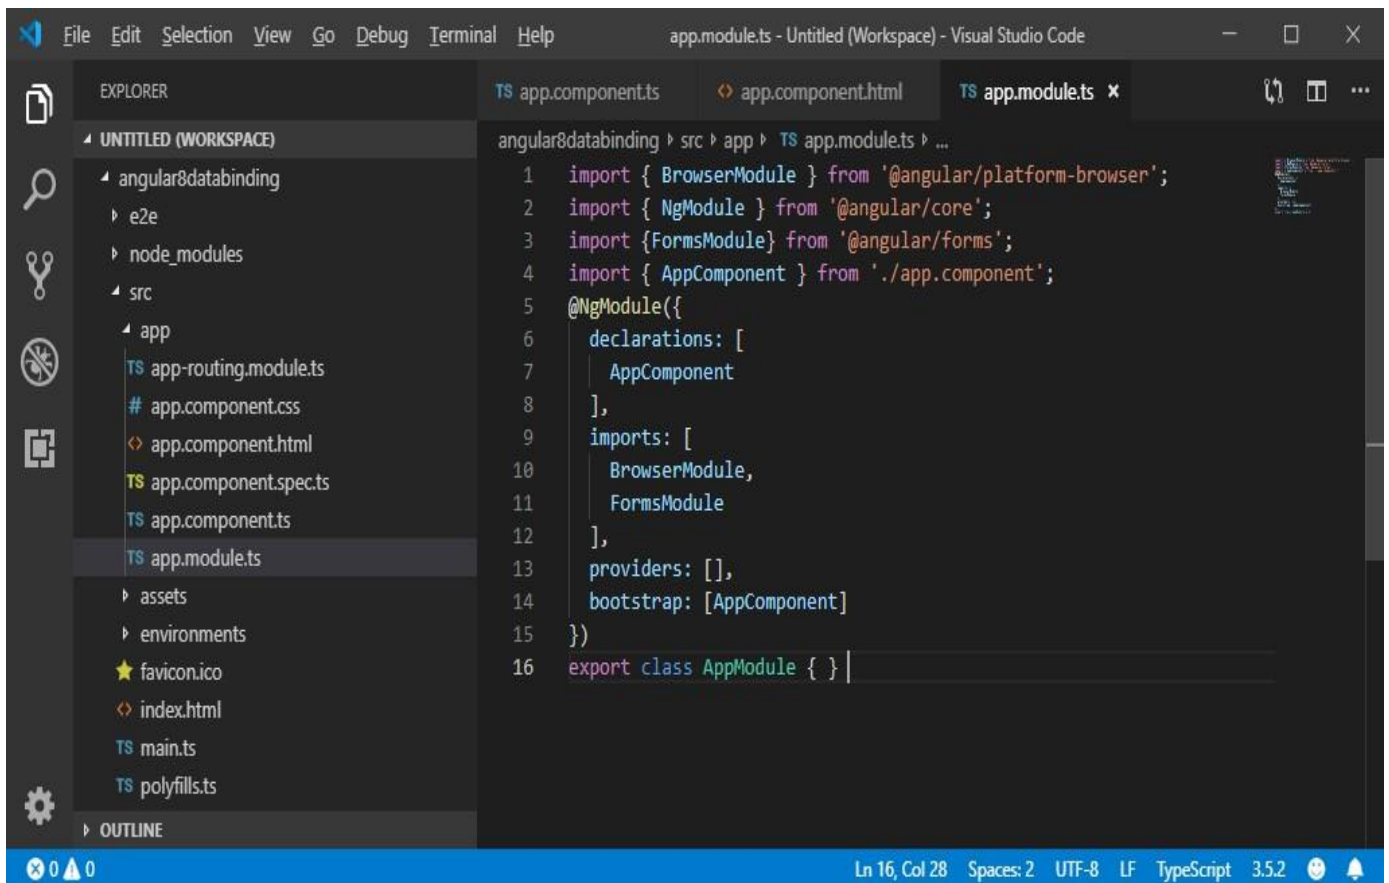 File Edit Selection View Go Debug Terminal Help app.module.ts - Untitled (Workspace) - Visual Studio Code
EXPLORER
UNTITLED (WORKSPACE)
angular8databinding
e2e
node_modules
src
app
TS app-routing.module.ts
# app.component.css
<> app.component.html
TS app.component.spec.ts
TS app.component.ts
TS app.module.ts
assets
environments
favicon.ico
<> index.html
TS main.ts
TS polyfills.ts
OUTLINE
TS app.component.ts <> app.component.html TS app.module.ts ×
angular8databinding src app TS app.module.ts ...
1 import { BrowserModule } from '@angular/platform-browser';
2 import { NgModule } from '@angular/core';
3 import {FormsModule} from '@angular/forms';
4 import { AppComponent } from './app.component';
5 @NgModule({
6 declarations: [
7 AppComponent
8 ],
9 imports: [
10 BrowserModule,
11 FormsModule
12 ],
13 providers: [],
14 bootstrap: [AppComponent]
15 })
16 export class AppModule { }
0 0 Ln 16, Col 28 Spaces: 2 UTF-8 LF TypeScript 3.5.2